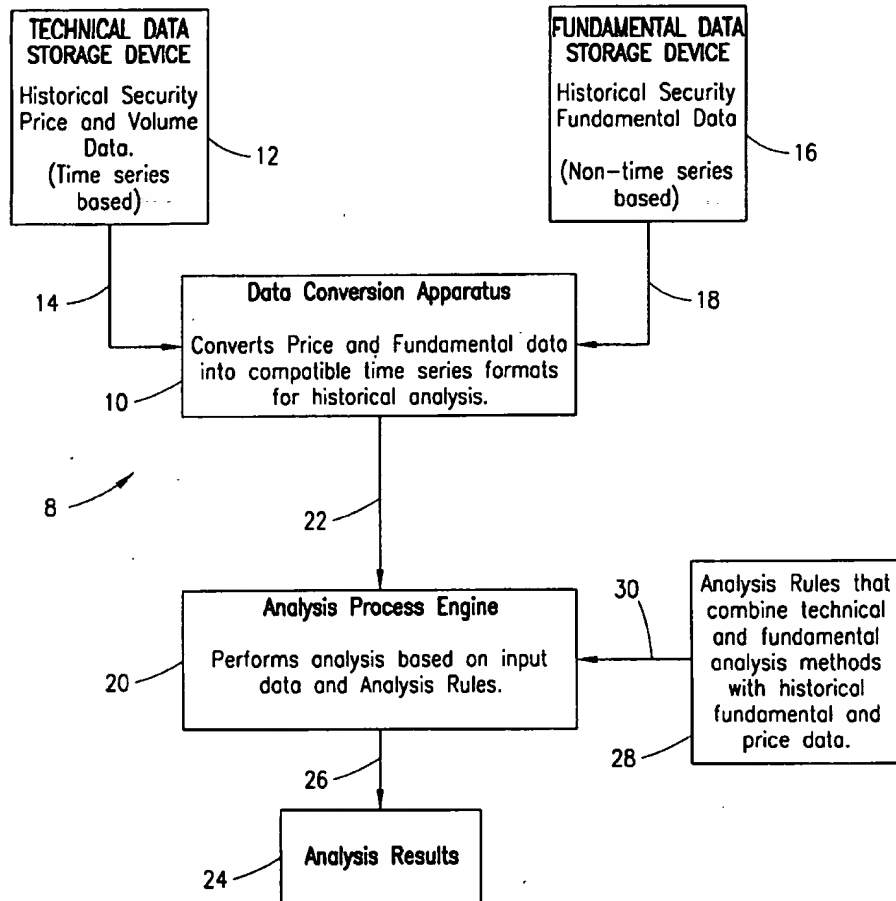 TECHNICAL DATA
STORAGE DEVICE
Historical Security
Price and Volume
Data.
(Time series
based)
12
FUNDAMENTAL DATA
STORAGE DEVICE
Historical Security
Fundamental Data
(Non-time series
based)
16
14
18
Data Conversion Apparatus
Converts Price and Fundamental data
into compatible time series formats
for historical analysis.
10
8
22
Analysis Process Engine
Performs analysis based on input
data and Analysis Rules.
20
30
Analysis Rules that
combine technical
and fundamental
analysis methods
with historical
fundamental and
price data.
28
26
Analysis Results
24